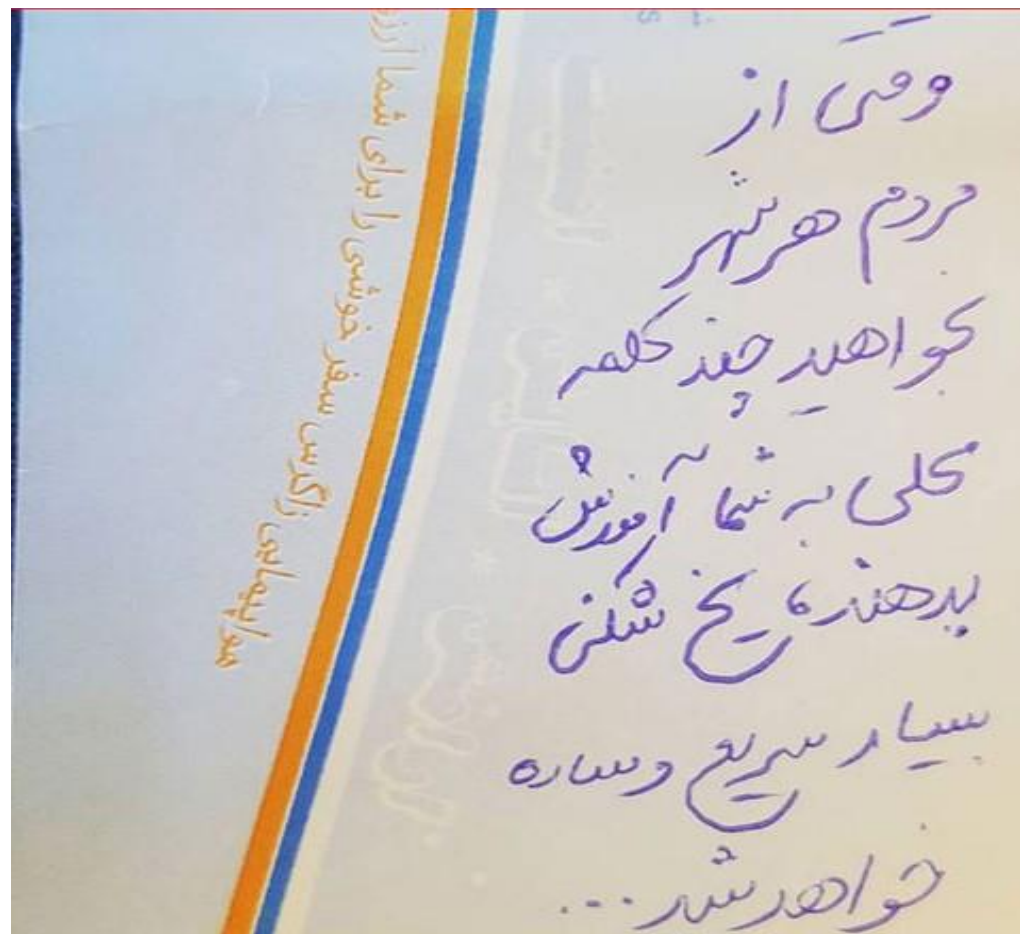 وقتی از
مردم هر شهر
بخواهید چند کلمه
محلی به شما آموزش
بدهند، یخ شکنی
بسیار سریع و ساده
خواهد شد ...
هواپیمایی زاگرس سفر خوشی را برای شما آرزو